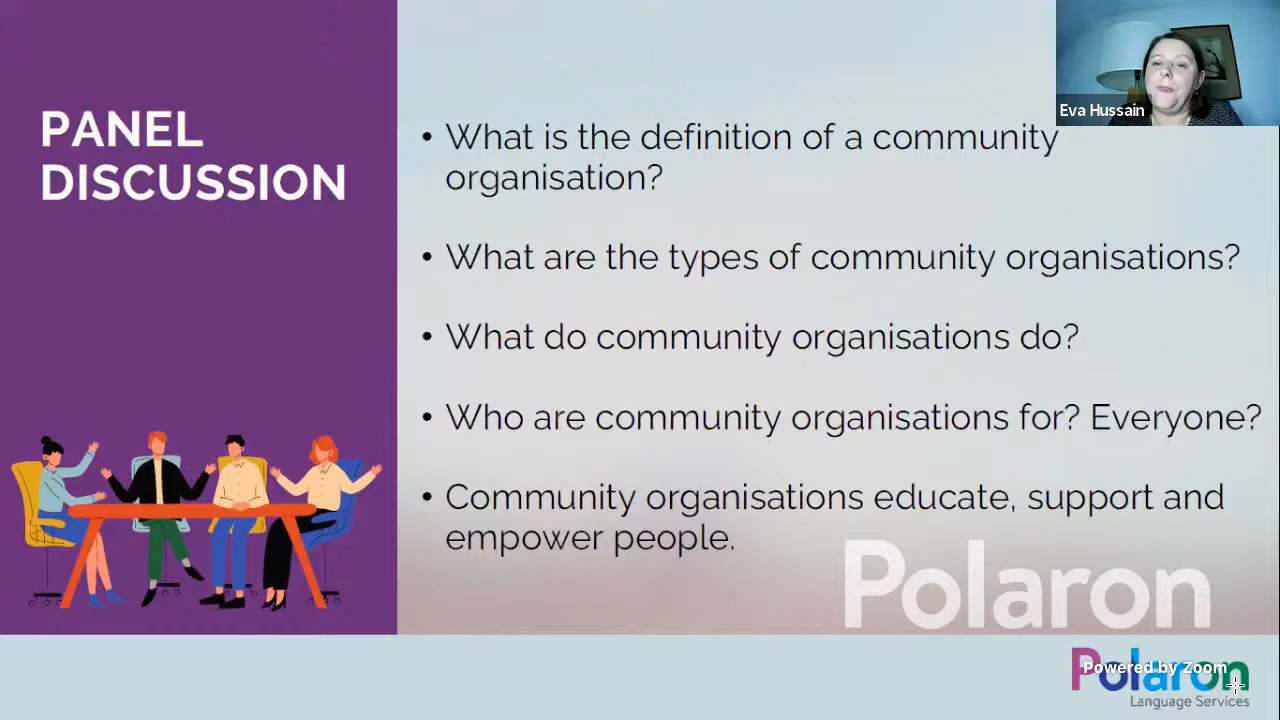 PANEL
DISCUSSION
Eva Hussain
• What is the definition of a community
organisation?
• What are the types of community organisations?
• What do community organisations do?
• Who are community organisations for? Everyone?
• Community organisations educate, support and
empower people.
Polaron
Polaron
Powered by Zoom
Language Services